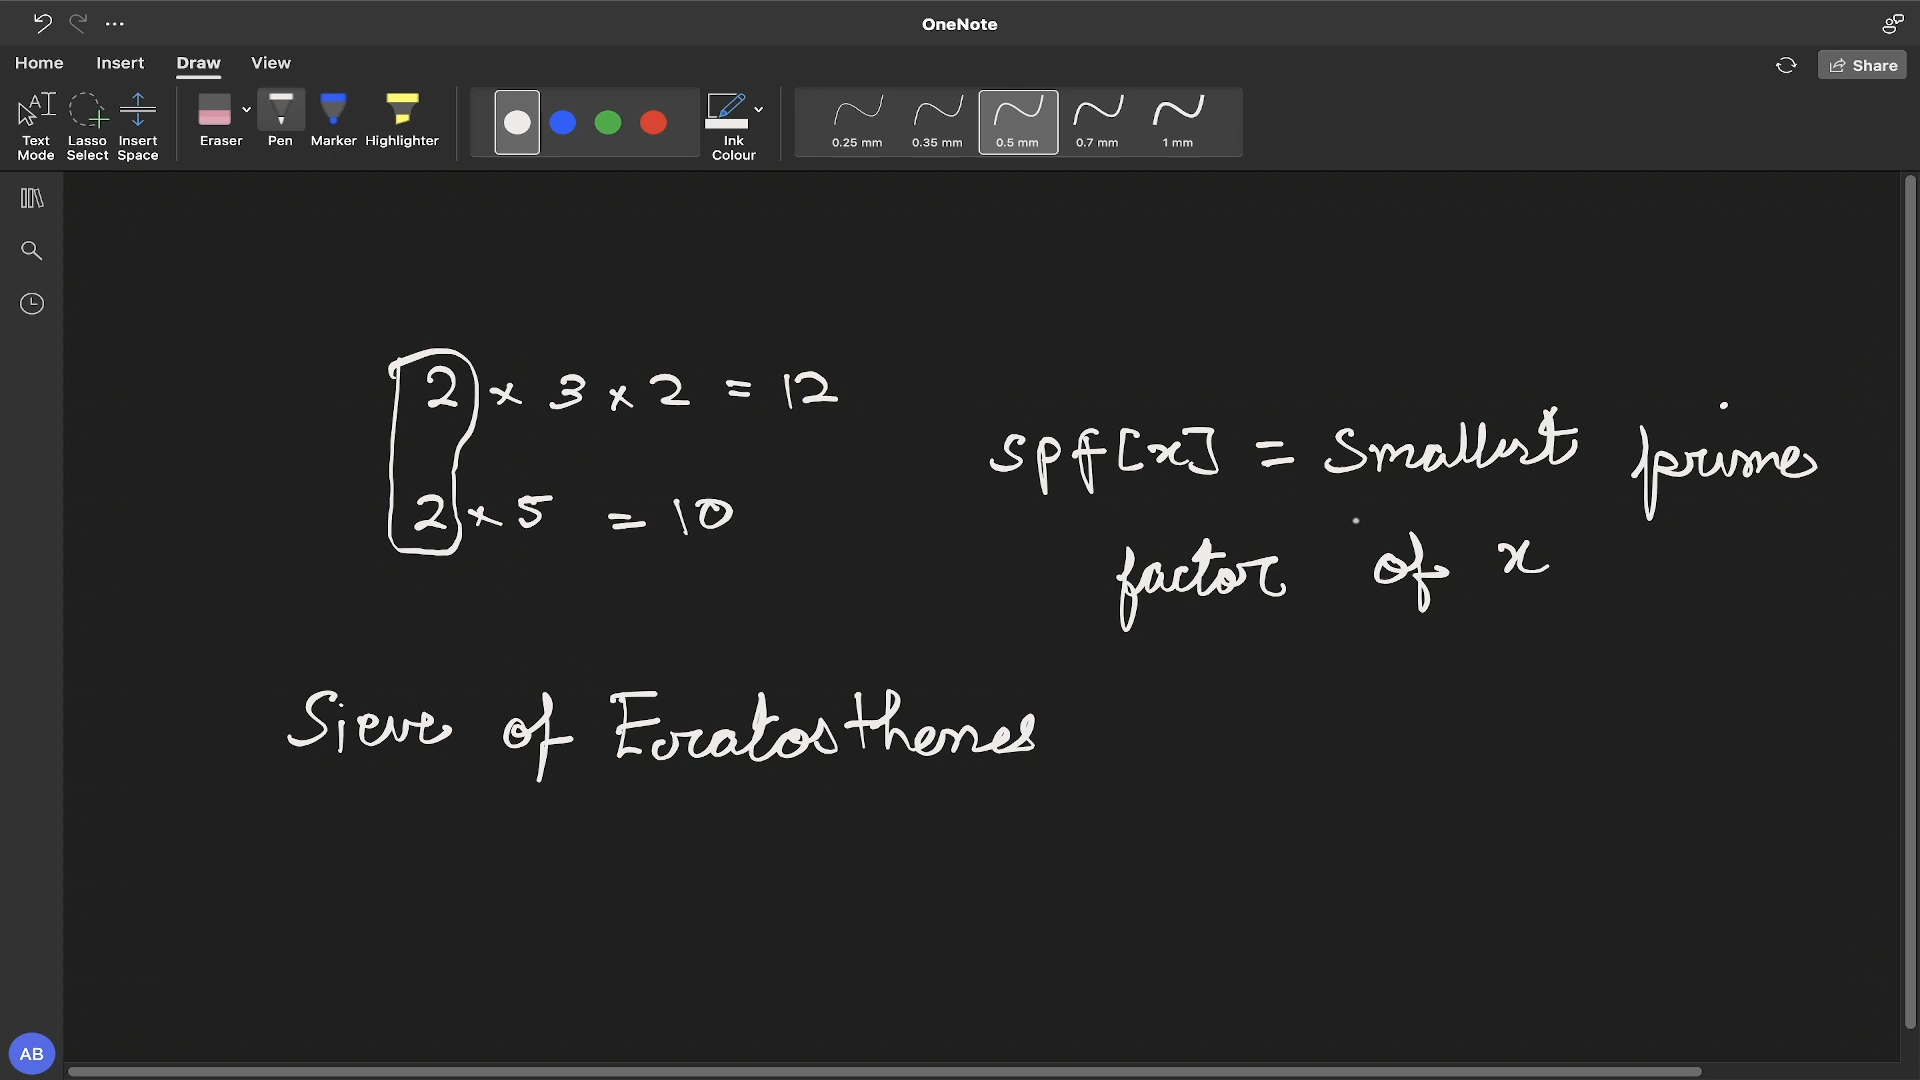 OneNote
Home Insert Draw View
Share
Text Mode
Lasso Select
Insert Space
Eraser
Pen
Marker
Highlighter
Ink Colour
0.25 mm
0.35 mm
0.5 mm
0.7 mm
1 mm
2 × 3 × 2 = 12
2 × 5 = 10
spf[x] = Smallest prime
factor of x
Sieve of Eratosthenes
AB